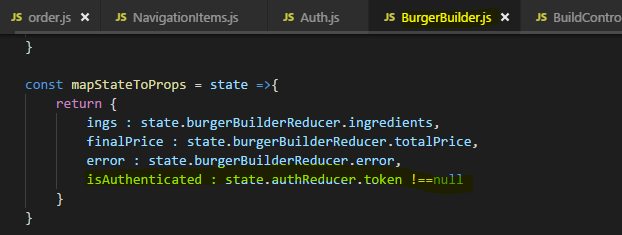 JS order.js × JS NavigationItems.js JS Auth.js JS BurgerBuilder.js × JS BuildContro
}
const mapStateToProps = state =>{
return {
ings : state.burgerBuilderReducer.ingredients,
finalPrice : state.burgerBuilderReducer.totalPrice,
error : state.burgerBuilderReducer.error,
isAuthenticated : state.authReducer.token !==null
}
}